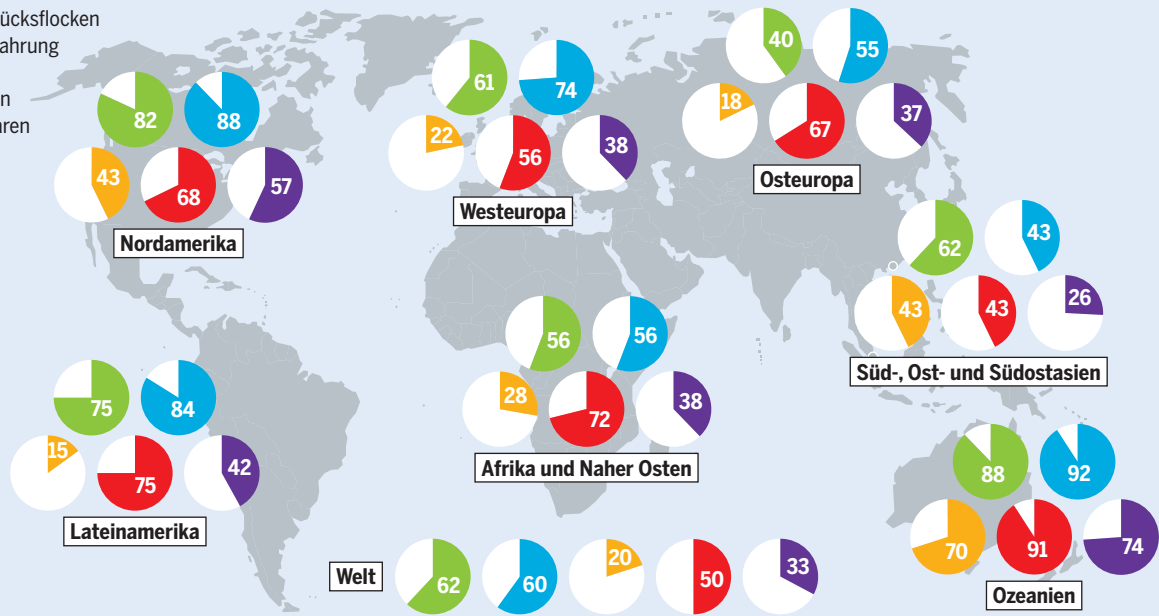 ücksflocken
ahrung
n
ren
82 88
43 68 57
Nordamerika
61 74
22 56 38
Westeuropa
40 55
18 67 37
Osteuropa
62 43
43 43 26
Süd-, Ost- und Südostasien
56 56
28 72 38
Afrika und Naher Osten
75 84
15 75 42
Lateinamerika
88 92
70 91 74
Ozeanien
Welt 62 60 20 50 33